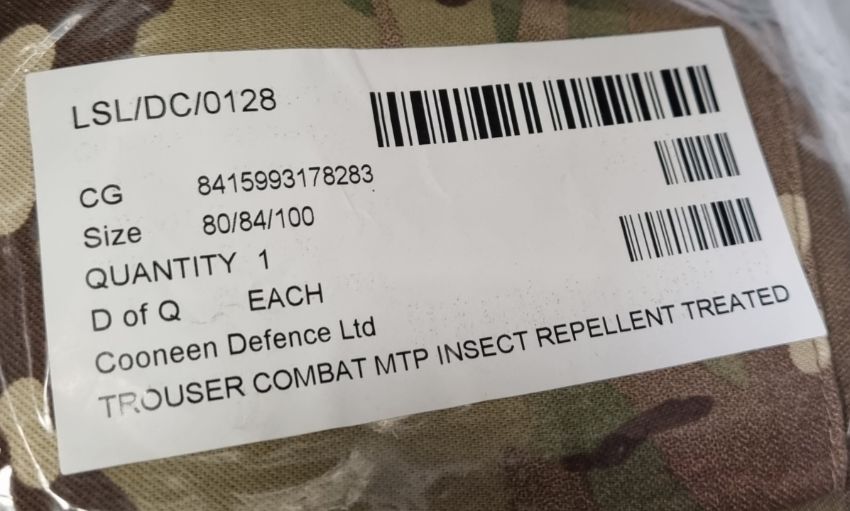 LSL/DC/0128
CG 8415993178283
Size 80/84/100
QUANTITY 1
D of Q EACH
Cooneen Defence Ltd
TROUSER COMBAT MTP INSECT REPELLENT TREATED